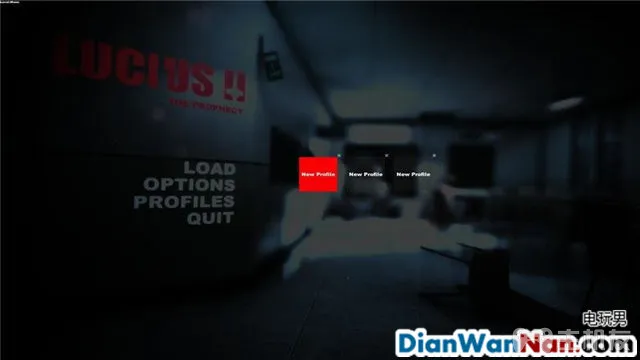 LUCIUS II
THE PROPHECY
LOAD
OPTIONS
PROFILES
QUIT
New Profile
New Profile
New Profile
电玩男
DianWanNan.com